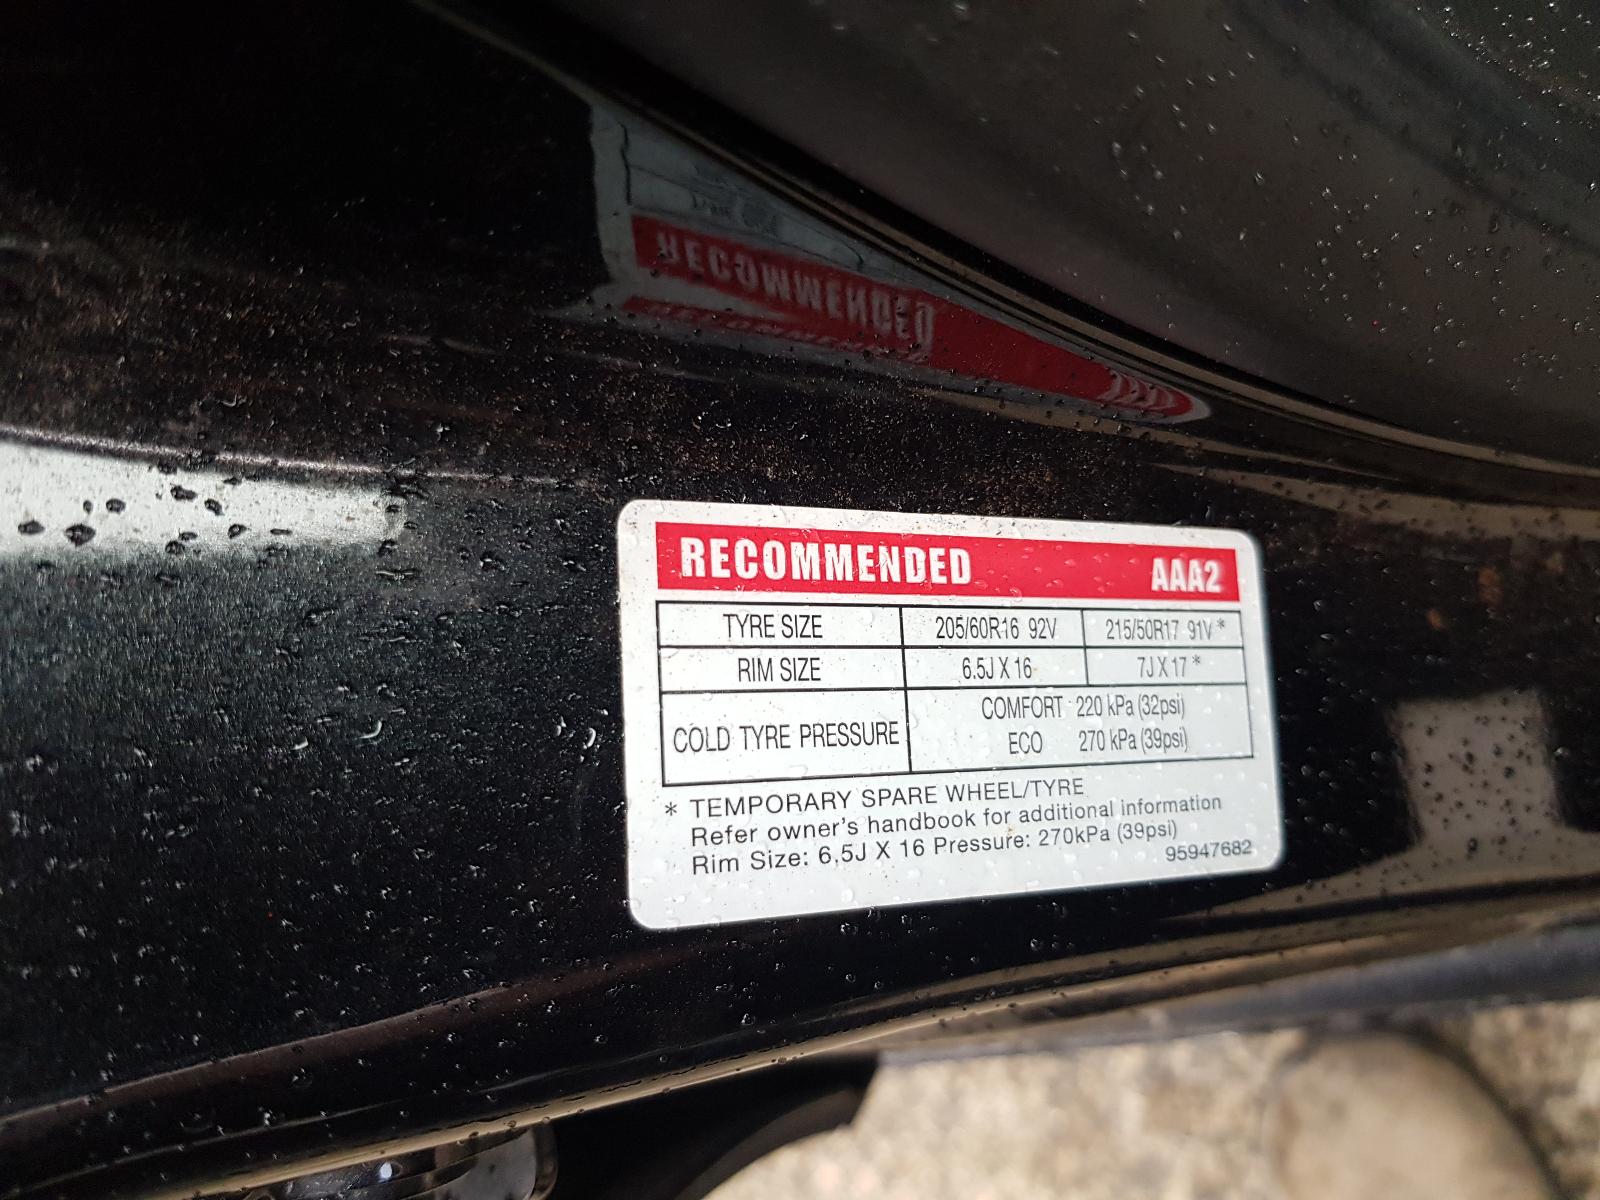 RECOMMENDED AAA2
TYRE SIZE 205/60R16 92V 215/50R17 91V *
RIM SIZE 6.5J X 16 7J X 17 *
COLD TYRE PRESSURE COMFORT 220 kPa (32psi)
ECO 270 kPa (39psi)
* TEMPORARY SPARE WHEEL/TYRE
Refer owner's handbook for additional information
Rim Size: 6.5J X 16 Pressure: 270kPa (39psi)
95947682